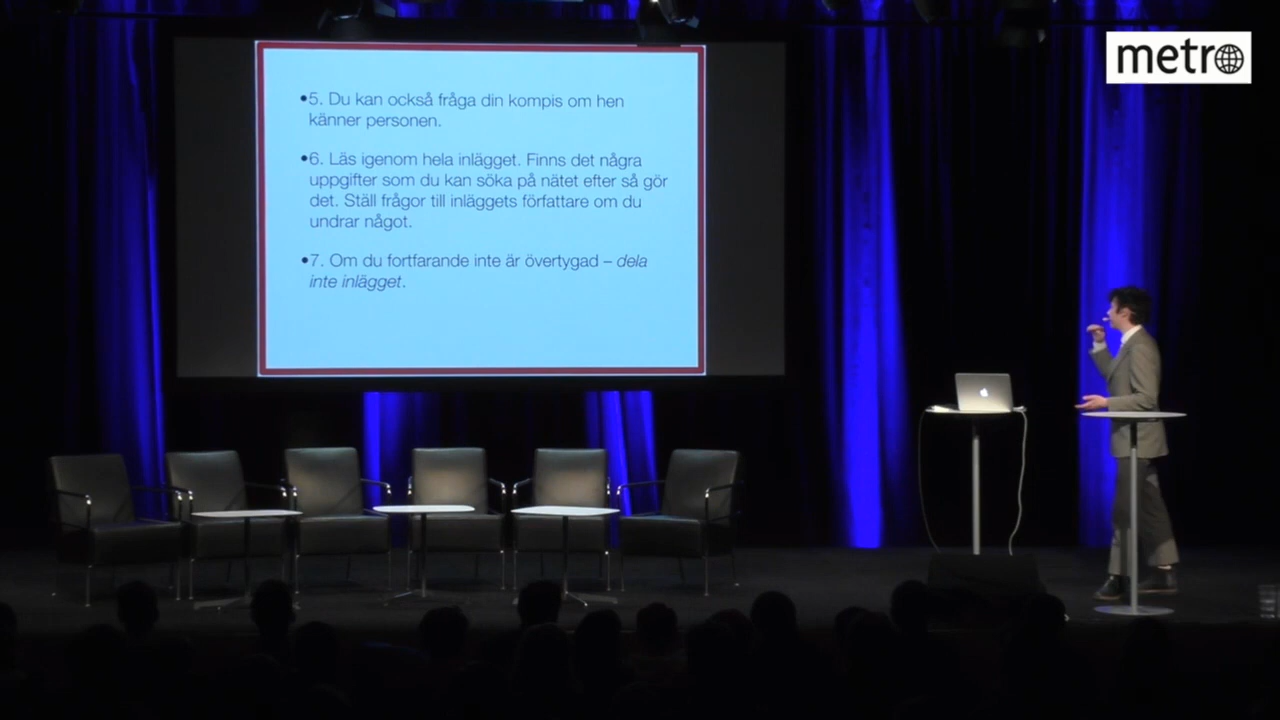 metro
•5. Du kan också fråga din kompis om hen
känner personen.
•6. Läs igenom hela inlägget. Finns det några
uppgifter som du kan söka på nätet efter så gör
det. Ställ frågor till inläggets författare om du
undrar något.
•7. Om du fortfarande inte är övertygad – dela
inte inlägget.